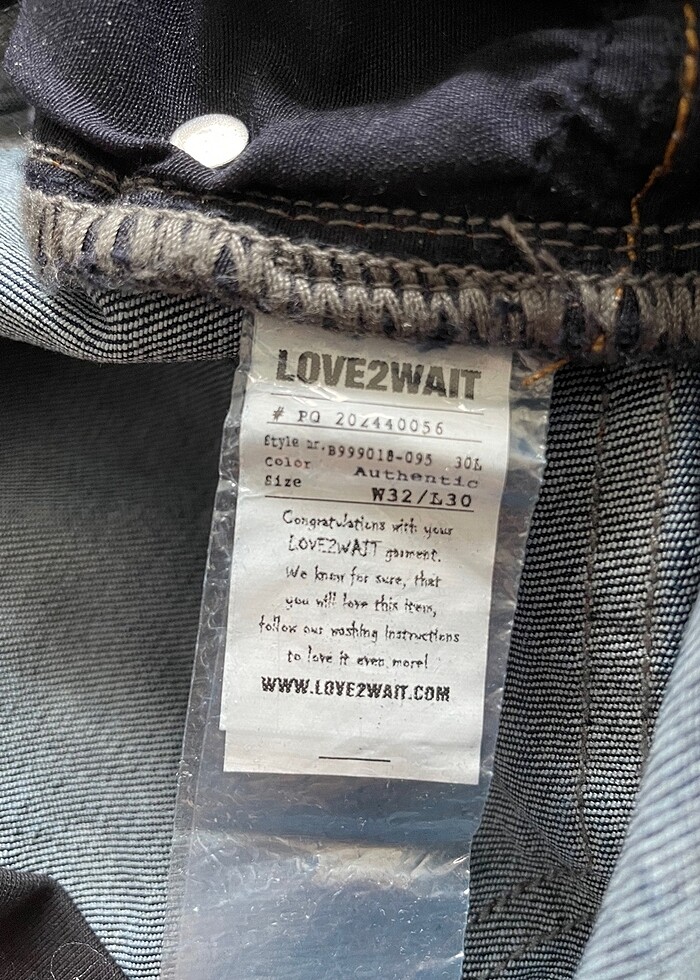 LOVE2WAIT
# PO 202440056
Style nr. B999018-095 30L
Color Authentic
Size W32/L30
Congratulations with your
LOVE2WAIT garment.
We know for sure, that
you will love this item,
follow our washing instructions
to love it even more!
WWW.LOVE2WAIT.COM